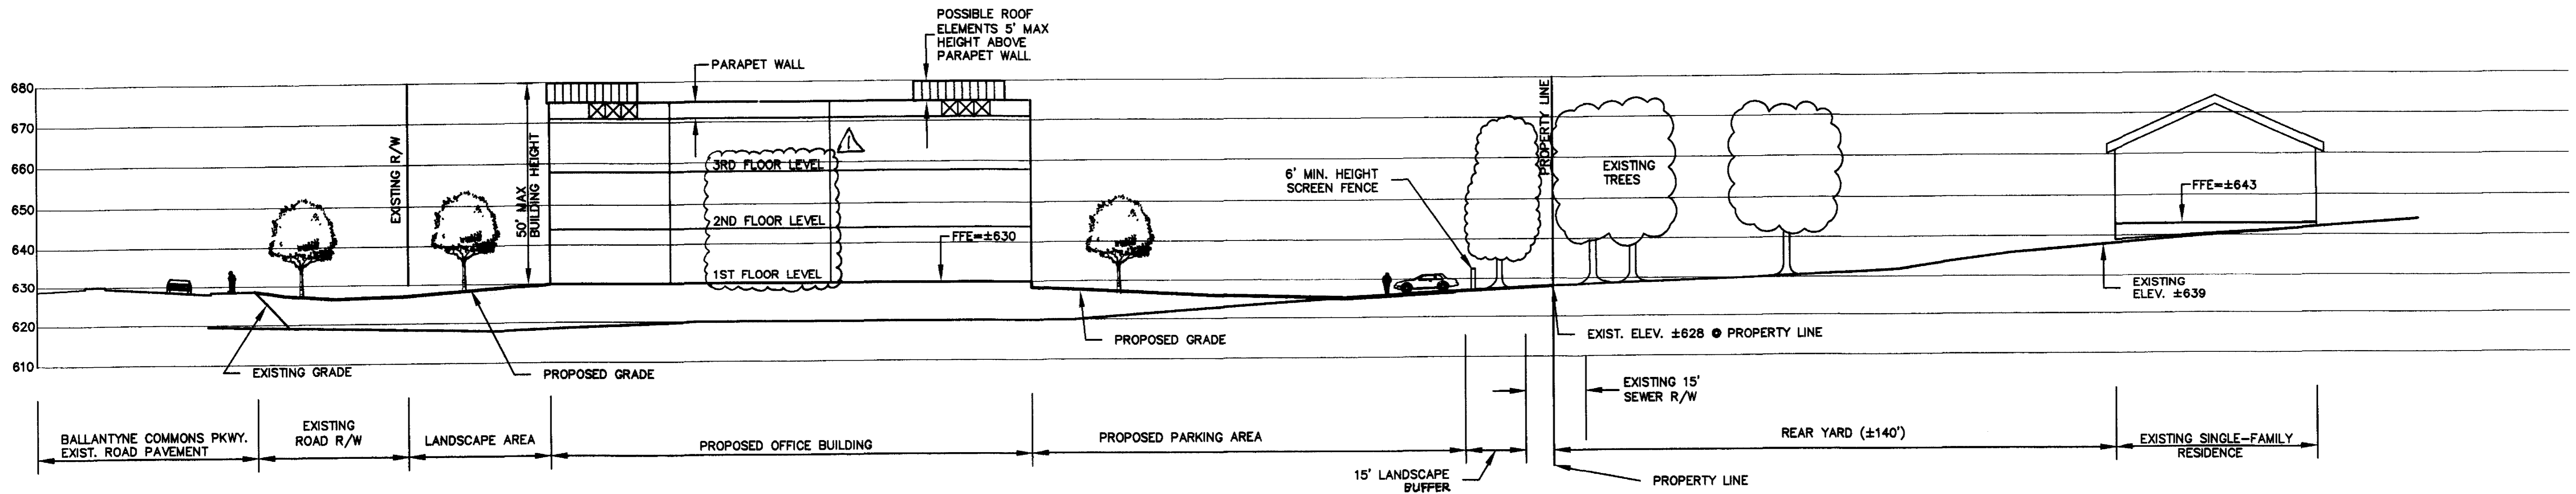 POSSIBLE ROOF
ELEMENTS 5' MAX
HEIGHT ABOVE
PARAPET WALL
PARAPET WALL
680
670
660
650
640
630
620
610
EXISTING R/W
50' MAX
BUILDING HEIGHT
1
3RD FLOOR LEVEL
2ND FLOOR LEVEL
1ST FLOOR LEVEL
FFE=±630
6' MIN. HEIGHT
SCREEN FENCE
PROPERTY LINE
EXISTING
TREES
FFE=±643
EXISTING
ELEV. ±639
EXIST. ELEV. ±628 @ PROPERTY LINE
PROPOSED GRADE
EXISTING GRADE
PROPOSED GRADE
EXISTING 15'
SEWER R/W
BALLANTYNE COMMONS PKWY.
EXIST. ROAD PAVEMENT
EXISTING
ROAD R/W
LANDSCAPE AREA
PROPOSED OFFICE BUILDING
PROPOSED PARKING AREA
15' LANDSCAPE
BUFFER
REAR YARD (±140')
PROPERTY LINE
EXISTING SINGLE-FAMILY
RESIDENCE